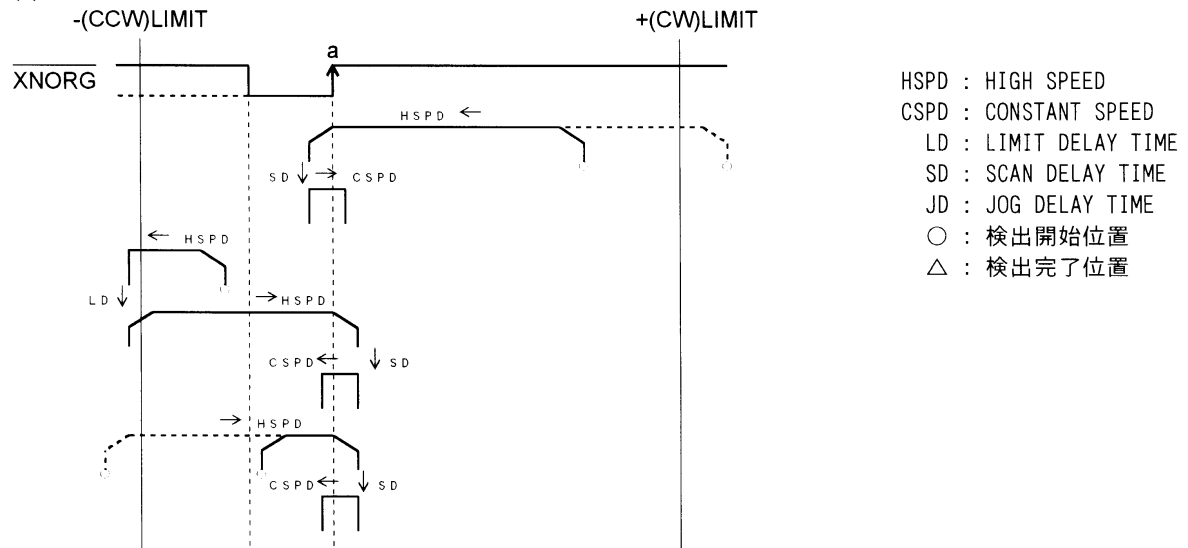 -(CCW)LIMIT
+(CW)LIMIT
a
XNORG
HSPD ←
SD ↓ → CSPD
← HSPD
LD ↓
→ HSPD
CSPD ←
↓ SD
→ HSPD
CSPD ←
↓ SD
HSPD : HIGH SPEED
CSPD : CONSTANT SPEED
LD : LIMIT DELAY TIME
SD : SCAN DELAY TIME
JD : JOG DELAY TIME
○ : 検出開始位置
△ : 検出完了位置